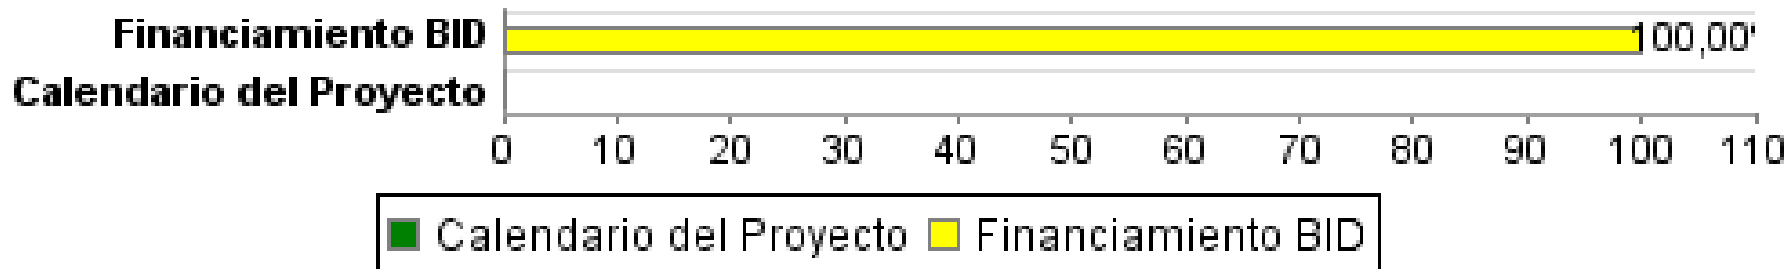 Financiamiento BID 100,00
Calendario del Proyecto
0 10 20 30 40 50 60 70 80 90 100 110
Calendario del Proyecto Financiamiento BID